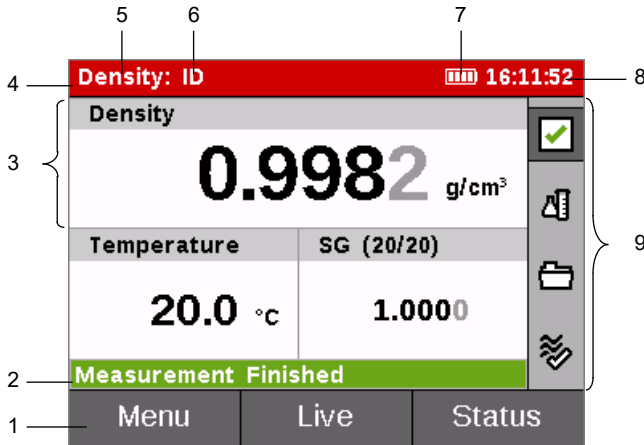 5 6 7
4 Density: ID 16:11:52 8
Density
3 0.9982 g/cm³
9
Temperature SG (20/20)
20.0 °C 1.0000
2 Measurement Finished
1 Menu Live Status